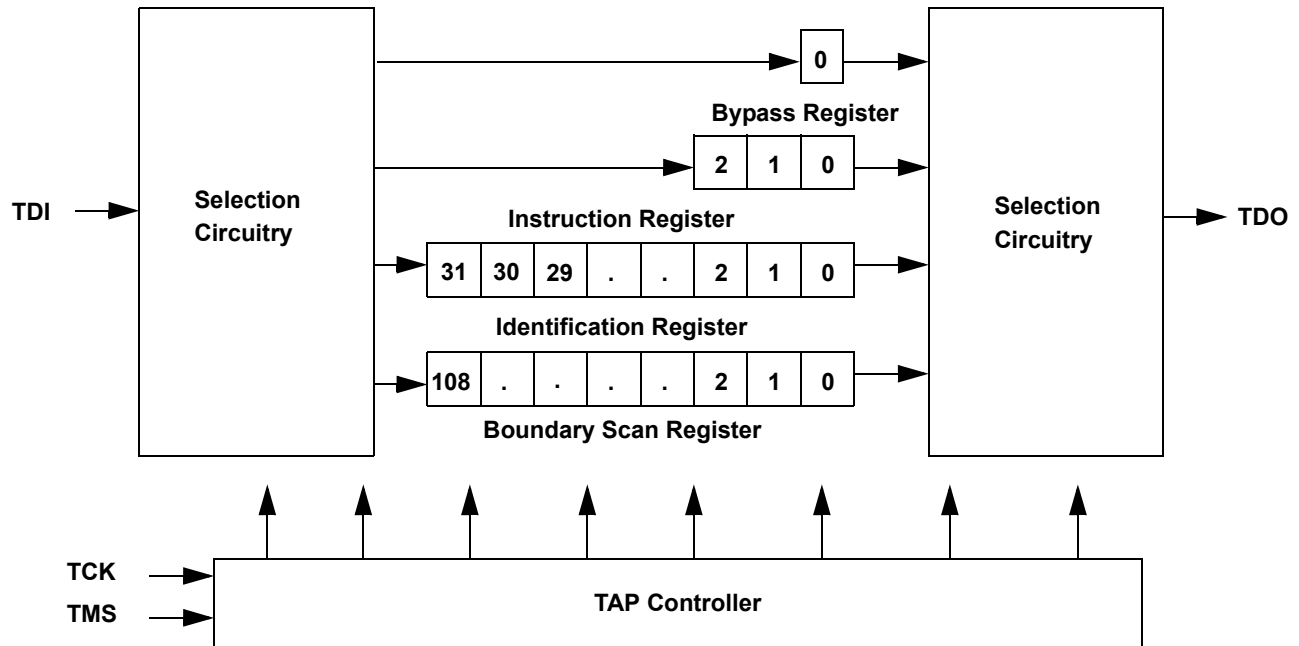 0
Bypass Register
2 1 0
TDI
Selection
Circuitry
Selection
Circuitry
TDO
Instruction Register
31 30 29 . . 2 1 0
Identification Register
108 . . . . 2 1 0
Boundary Scan Register
TCK
TMS
TAP Controller